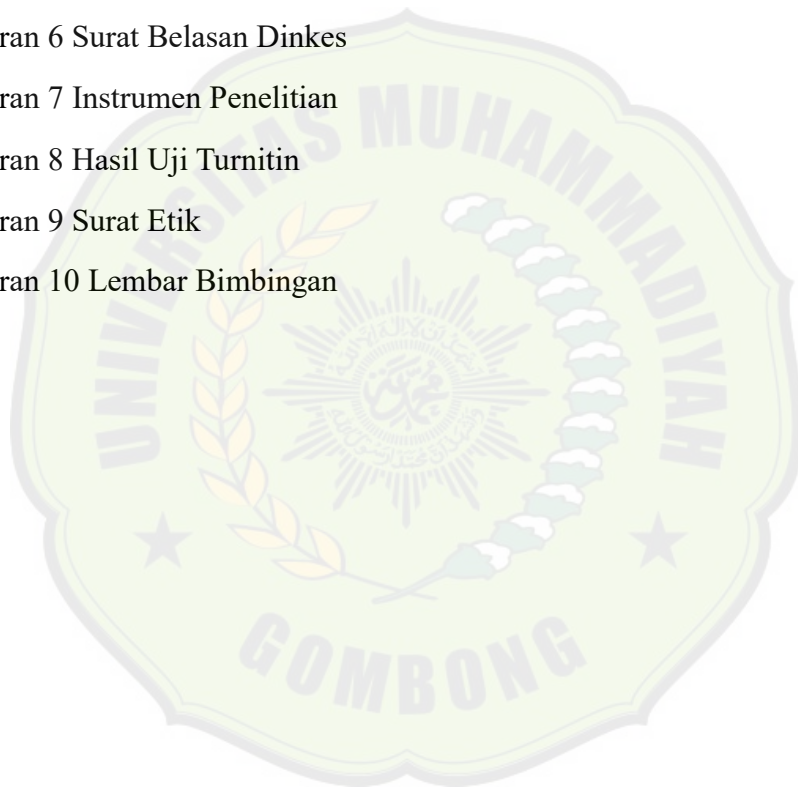 ran 6 Surat Belasan Dinkes
ran 7 Instrumen Penelitian
ran 8 Hasil Uji Turnitin
ran 9 Surat Etik
ran 10 Lembar Bimbingan
UNIVERSITAS MUHAMMADIYAH
GOMBONG